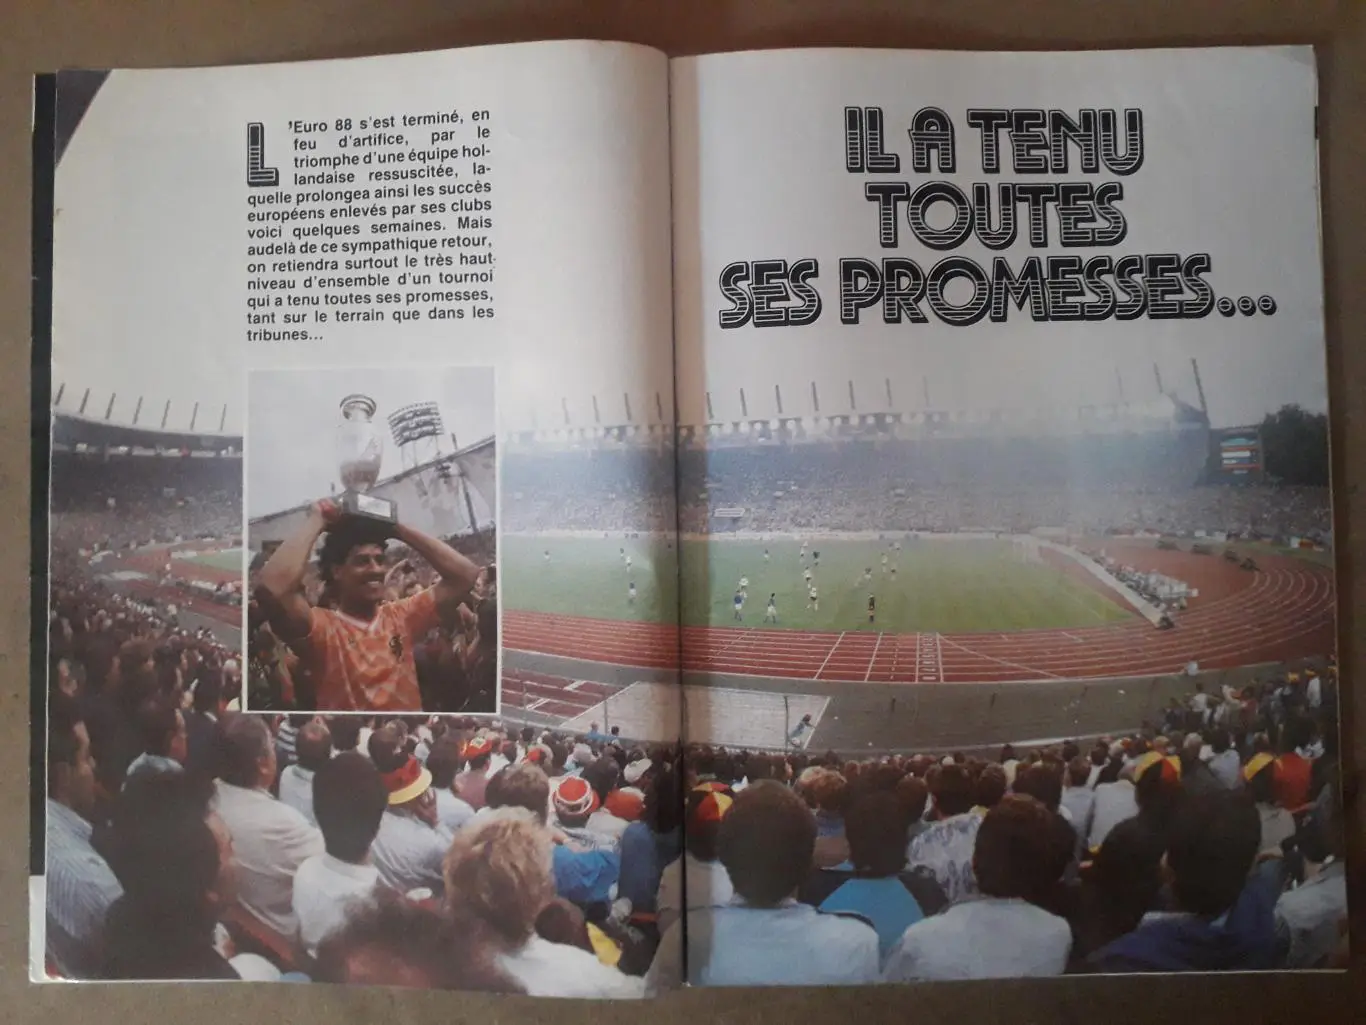 L'Euro 88 s'est terminé, en
feu d'artifice, par le
triomphe d'une équipe hol-
landaise ressuscitée, la-
quelle prolongea ainsi les succès
européens enlevés par ses clubs
voici quelques semaines. Mais
audelà de ce sympathique retour,
on retiendra surtout le très haut-
niveau d'ensemble d'un tournoi
qui a tenu toutes ses promesses,
tant sur le terrain que dans les
tribunes...
IL A TENU
TOUTES
SES PROMESSES...